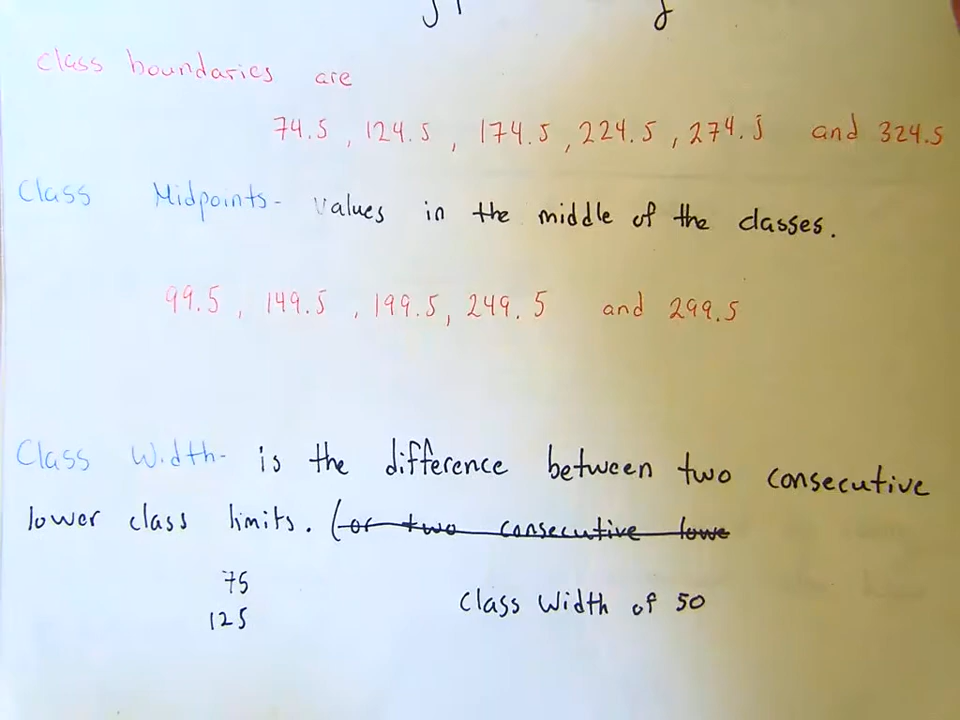 Class boundaries are
74.5, 124.5, 174.5, 224.5, 274.5 and 324.5
Class Midpoints- values in the middle of the classes.
99.5, 149.5, 199.5, 249.5 and 299.5
Class Width- is the difference between two consecutive
lower class limits. (or two consecutive lowe
75
125
Class Width of 50